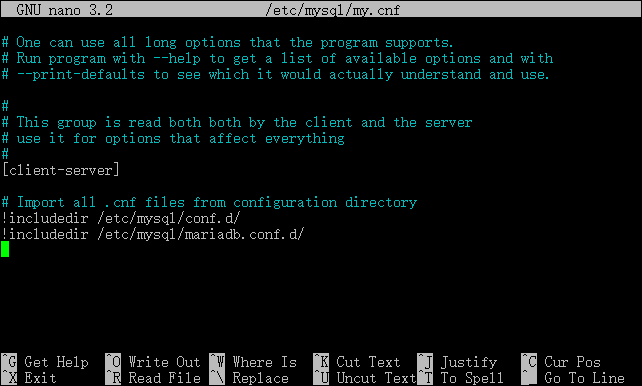 GNU nano 3.2 /etc/mysql/my.cnf
# One can use all long options that the program supports.
# Run program with --help to get a list of available options and with
# --print-defaults to see which it would actually understand and use.
#
# This group is read both both by the client and the server
# use it for options that affect everything
#
[client-server]
# Import all .cnf files from configuration directory
!includedir /etc/mysql/conf.d/
!includedir /etc/mysql/mariadb.conf.d/
^G Get Help ^O Write Out ^W Where Is ^K Cut Text ^J Justify ^C Cur Pos
^X Exit ^R Read File ^\ Replace ^U Uncut Text ^T To Spell ^_ Go To Line